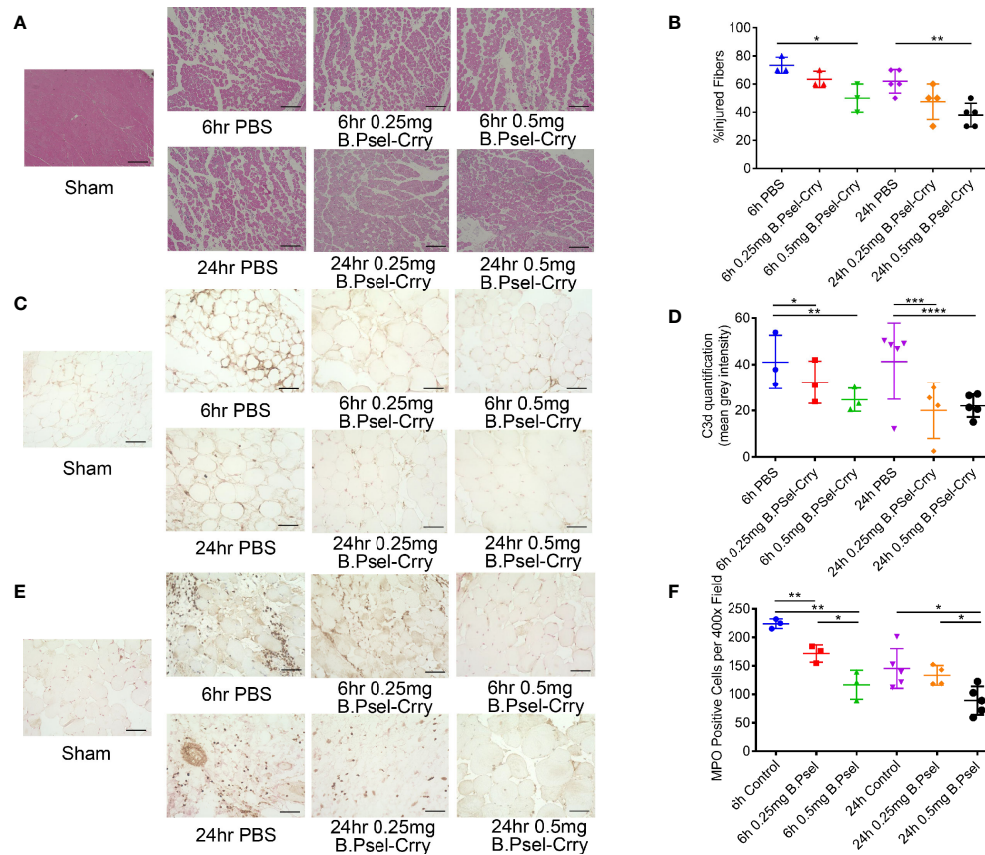 A
Sham
6hr PBS
6hr 0.25mg
B.Psel-Crry
6hr 0.5mg
B.Psel-Crry
24hr PBS
24hr 0.25mg
B.Psel-Crry
24hr 0.5mg
B.Psel-Crry
B
%injured Fibers
100
80
60
40
20
0
*
**
6h PBS
6h 0.25mg B.Psel-Crry
6h 0.5mg B.Psel-Crry
24h PBS
24h 0.25mg B.Psel-Crry
24h 0.5mg B.Psel-Crry
C
Sham
6hr PBS
6hr 0.25mg
B.Psel-Crry
6hr 0.5mg
B.Psel-Crry
24hr PBS
24hr 0.25mg
B.Psel-Crry
24hr 0.5mg
B.Psel-Crry
D
C3d quantification
(mean grey intensity)
60
40
20
0
*
**
***
****
6h PBS
6h 0.25mg B.PSel-Crry
6h 0.5mg B.PSel-Crry
24h PBS
24h 0.25mg B.PSel-Crry
24h 0.5mg B.PSel-Crry
E
Sham
6hr PBS
6hr 0.25mg
B.Psel-Crry
6hr 0.5mg
B.Psel-Crry
24hr PBS
24hr 0.25mg
B.Psel-Crry
24hr 0.5mg
B.Psel-Crry
F
MPO Positive Cells per 400x Field
250
200
150
100
50
0
**
**
*
*
*
6h Control
6h 0.25mg B.Psel
6h 0.5mg B.Psel
24h Control
24h 0.25mg B.Psel
24h 0.5mg B.Psel